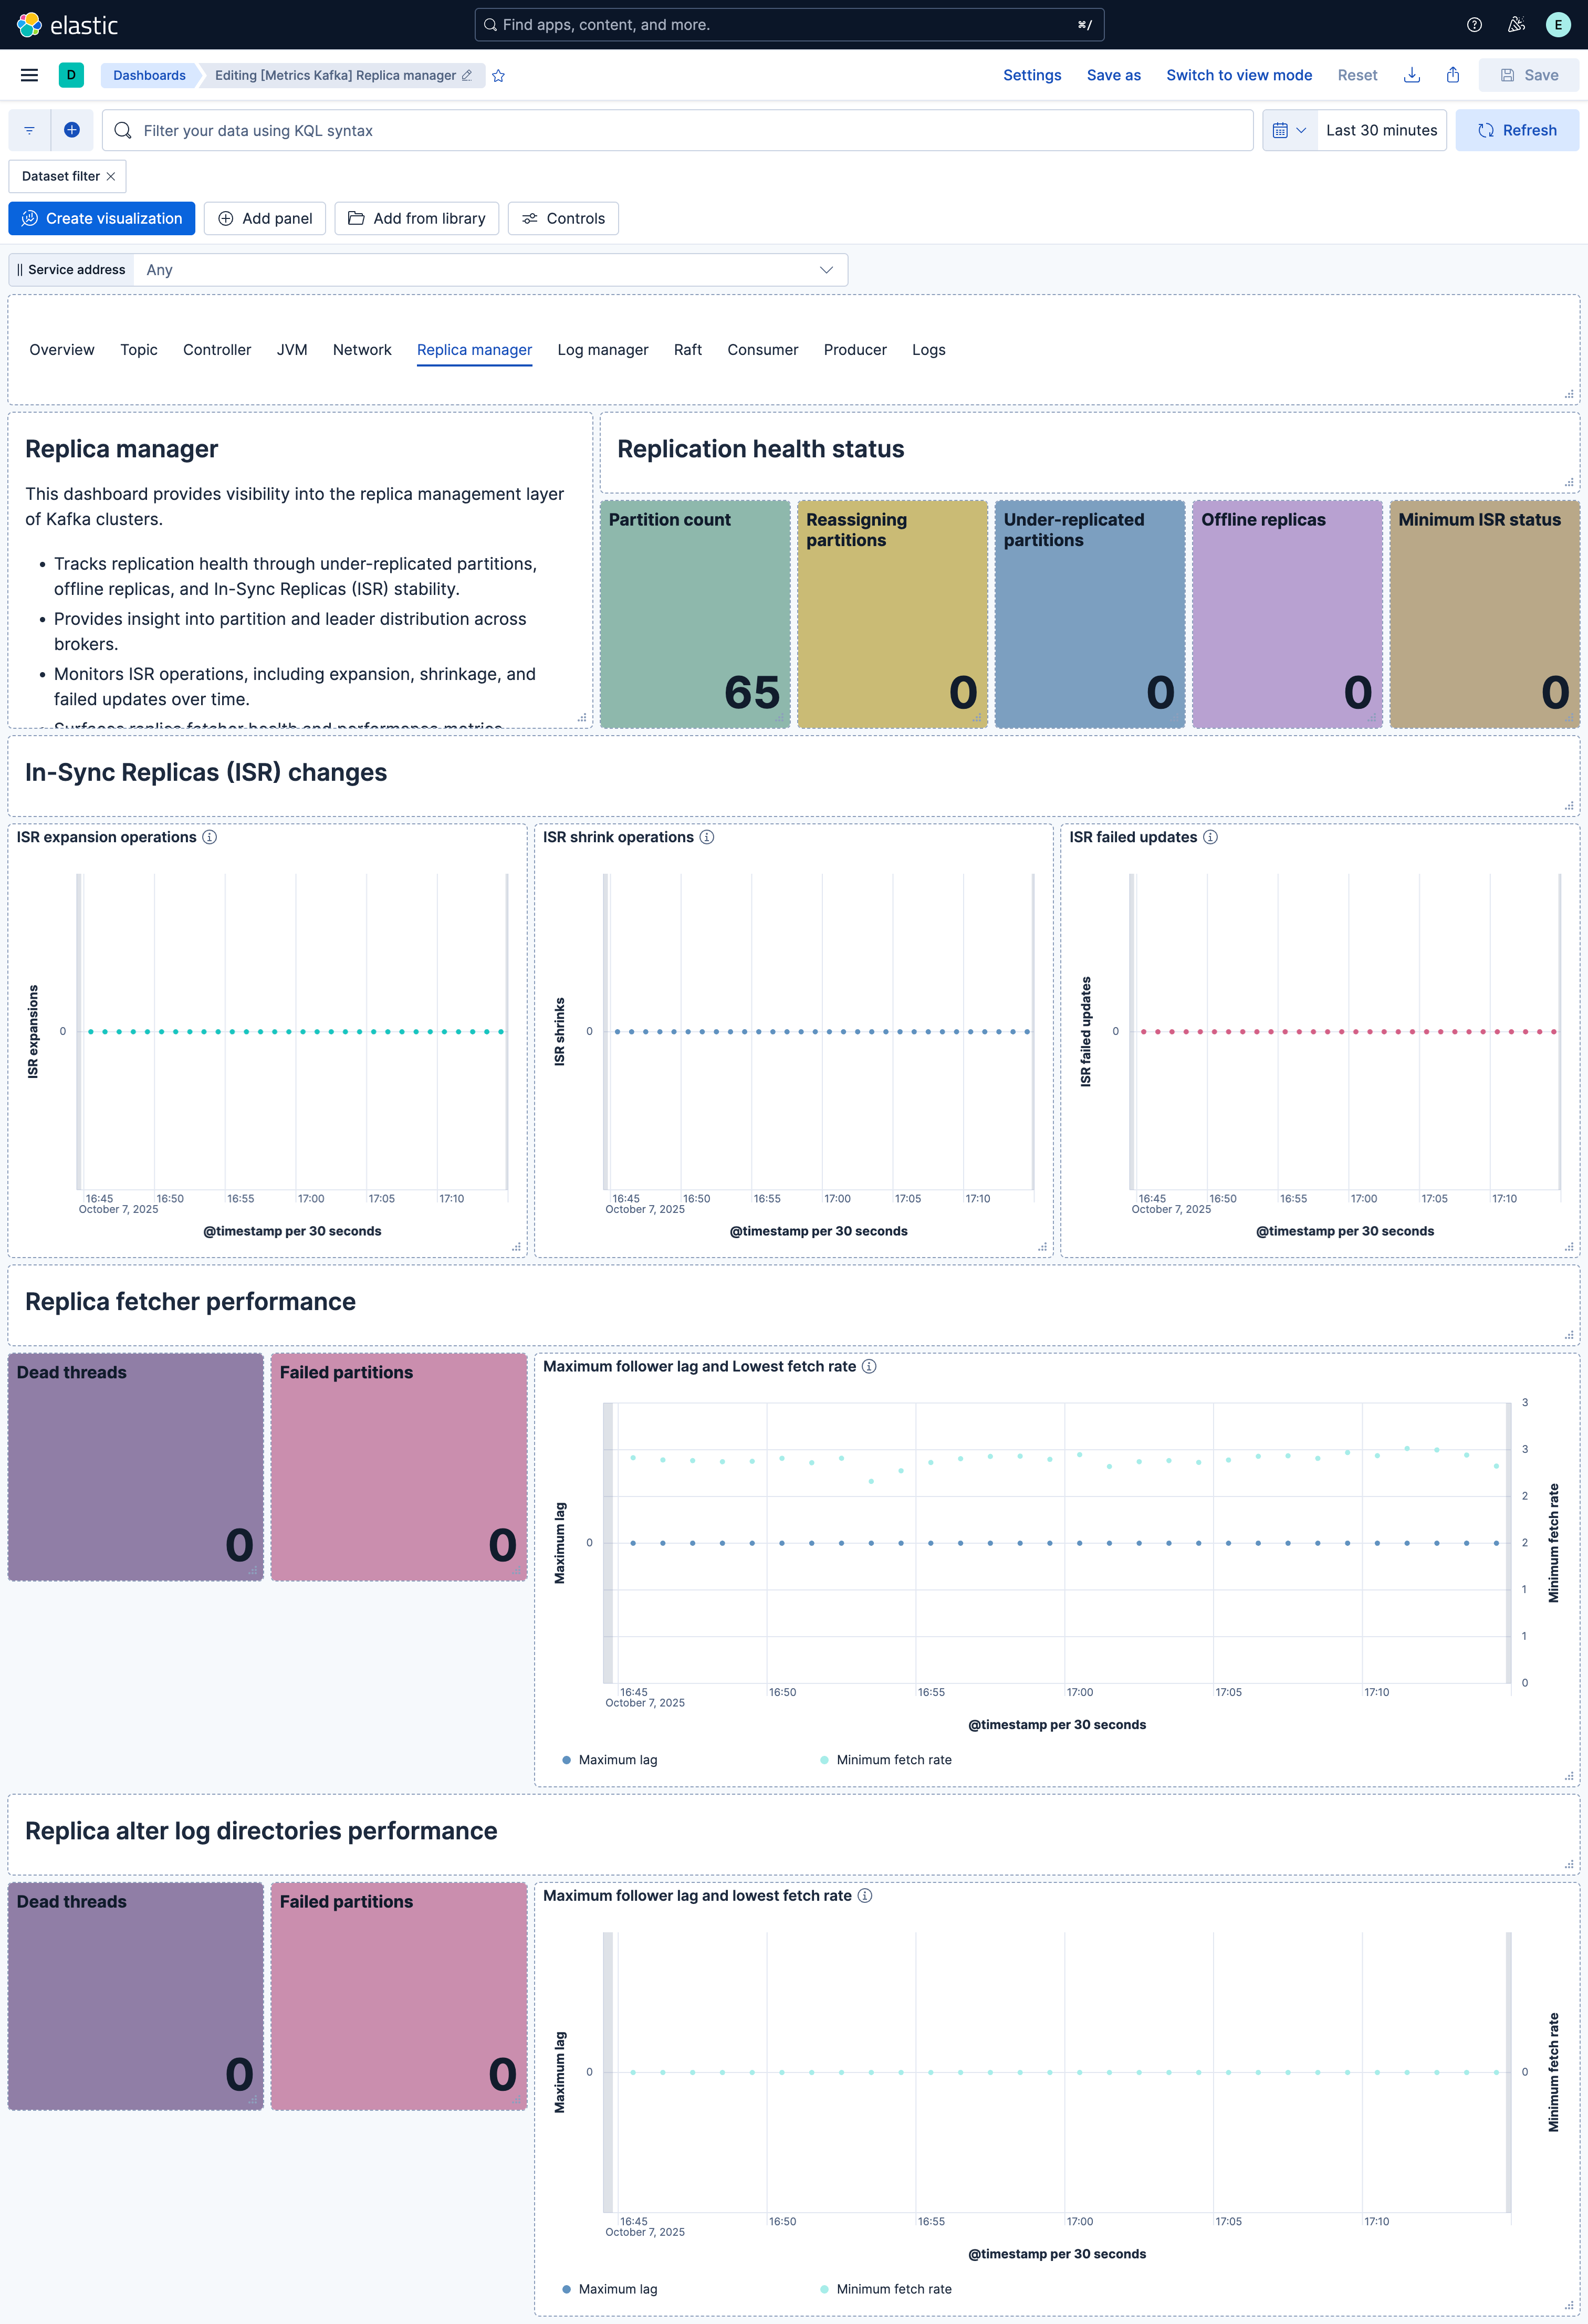 elastic
Find apps, content, and more.
⌘/
E
D
Dashboards
Editing [Metrics Kafka] Replica manager
Settings
Save as
Switch to view mode
Reset
Save
Filter your data using KQL syntax
Last 30 minutes
Refresh
Dataset filter
Create visualization
Add panel
Add from library
Controls
Service address
Any
Overview
Topic
Controller
JVM
Network
Replica manager
Log manager
Raft
Consumer
Producer
Logs
Replica manager
This dashboard provides visibility into the replica management layer
of Kafka clusters.
• Tracks replication health through under-replicated partitions,
offline replicas, and In-Sync Replicas (ISR) stability.
• Provides insight into partition and leader distribution across
brokers.
• Monitors ISR operations, including expansion, shrinkage, and
failed updates over time.
• Surfaces replica fetcher health and performance metrics
Replication health status
Partition count
65
Reassigning
partitions
0
Under-replicated
partitions
0
Offline replicas
0
Minimum ISR status
0
In-Sync Replicas (ISR) changes
ISR expansion operations
ISR expansions
0
16:45
16:50
16:55
17:00
17:05
17:10
October 7, 2025
@timestamp per 30 seconds
ISR shrink operations
ISR shrinks
0
16:45
16:50
16:55
17:00
17:05
17:10
October 7, 2025
@timestamp per 30 seconds
ISR failed updates
ISR failed updates
0
16:45
16:50
16:55
17:00
17:05
17:10
October 7, 2025
@timestamp per 30 seconds
Replica fetcher performance
Dead threads
0
Failed partitions
0
Maximum follower lag and Lowest fetch rate
Maximum lag
0
3
3
2
2
1
1
0
Minimum fetch rate
16:45
16:50
16:55
17:00
17:05
17:10
October 7, 2025
@timestamp per 30 seconds
Maximum lag
Minimum fetch rate
Replica alter log directories performance
Dead threads
0
Failed partitions
0
Maximum follower lag and lowest fetch rate
Maximum lag
0
0
Minimum fetch rate
16:45
16:50
16:55
17:00
17:05
17:10
October 7, 2025
@timestamp per 30 seconds
Maximum lag
Minimum fetch rate